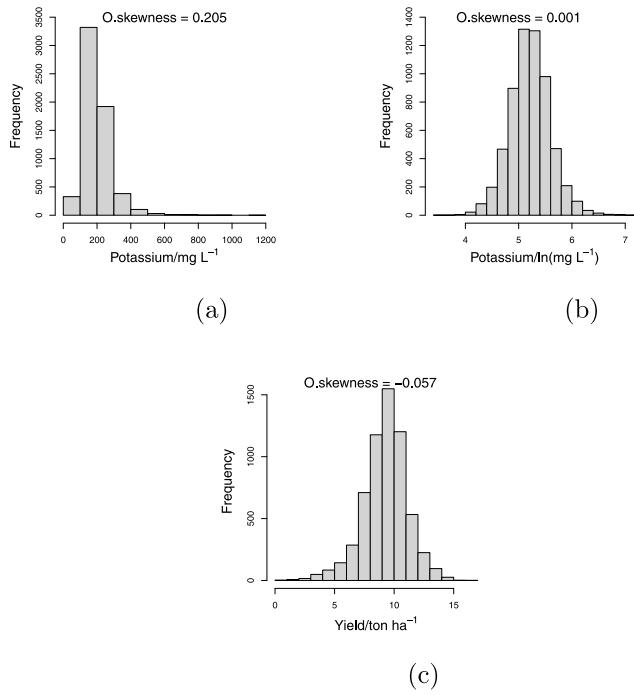 O.skewness = 0.205
Frequency
0 500 1000 1500 2000 2500 3000 3500
0 200 400 600 800 1000 1200
Potassium/mg L⁻¹
(a)
O.skewness = 0.001
Frequency
0 200 400 600 800 1000 1200 1400
4 5 6 7
Potassium/ln(mg L⁻¹)
(b)
O.skewness = −0.057
Frequency
0 500 1000 1500
0 5 10 15
Yield/ton ha⁻¹
(c)